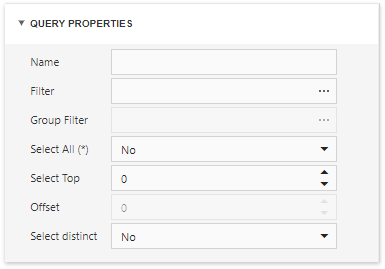 QUERY PROPERTIES
Name
Filter ...
Group Filter ...
Select All (*) No
Select Top 0
Offset 0
Select distinct No